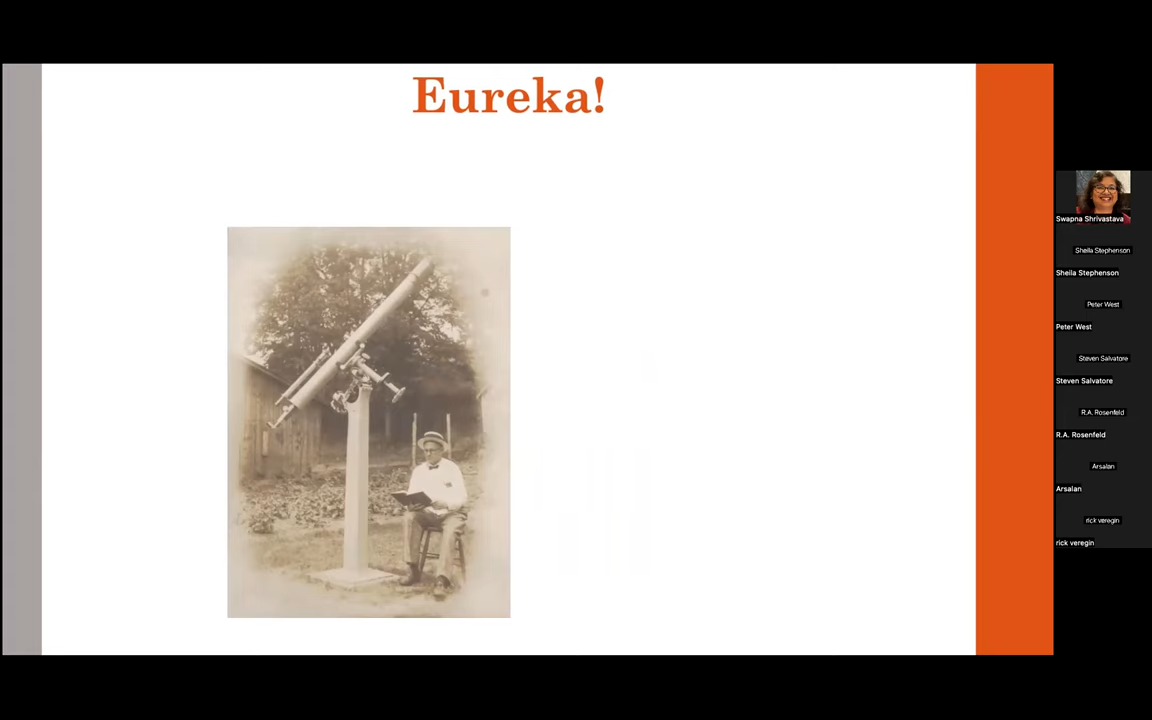 Eureka!
Swapna Shrivastava
Sheila Stephenson
Sheila Stephenson
Peter West
Peter West
Steven Salvatore
Steven Salvatore
R.A. Rosenfeld
R.A. Rosenfeld
Arsalan
Arsalan
rick veregin
rick veregin